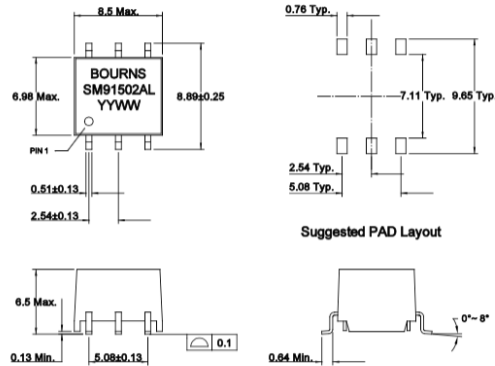 8.5 Max.
BOURNS
SM91502AL
YYWW
6.98 Max.
8.89±0.25
PIN 1
0.51±0.13
2.54±0.13
0.76 Typ.
7.11 Typ.
9.65 Typ.
2.54 Typ.
5.08 Typ.
Suggested PAD Layout
6.5 Max.
0.13 Min.
5.08±0.13
0.1
0.64 Min.
0°~8°